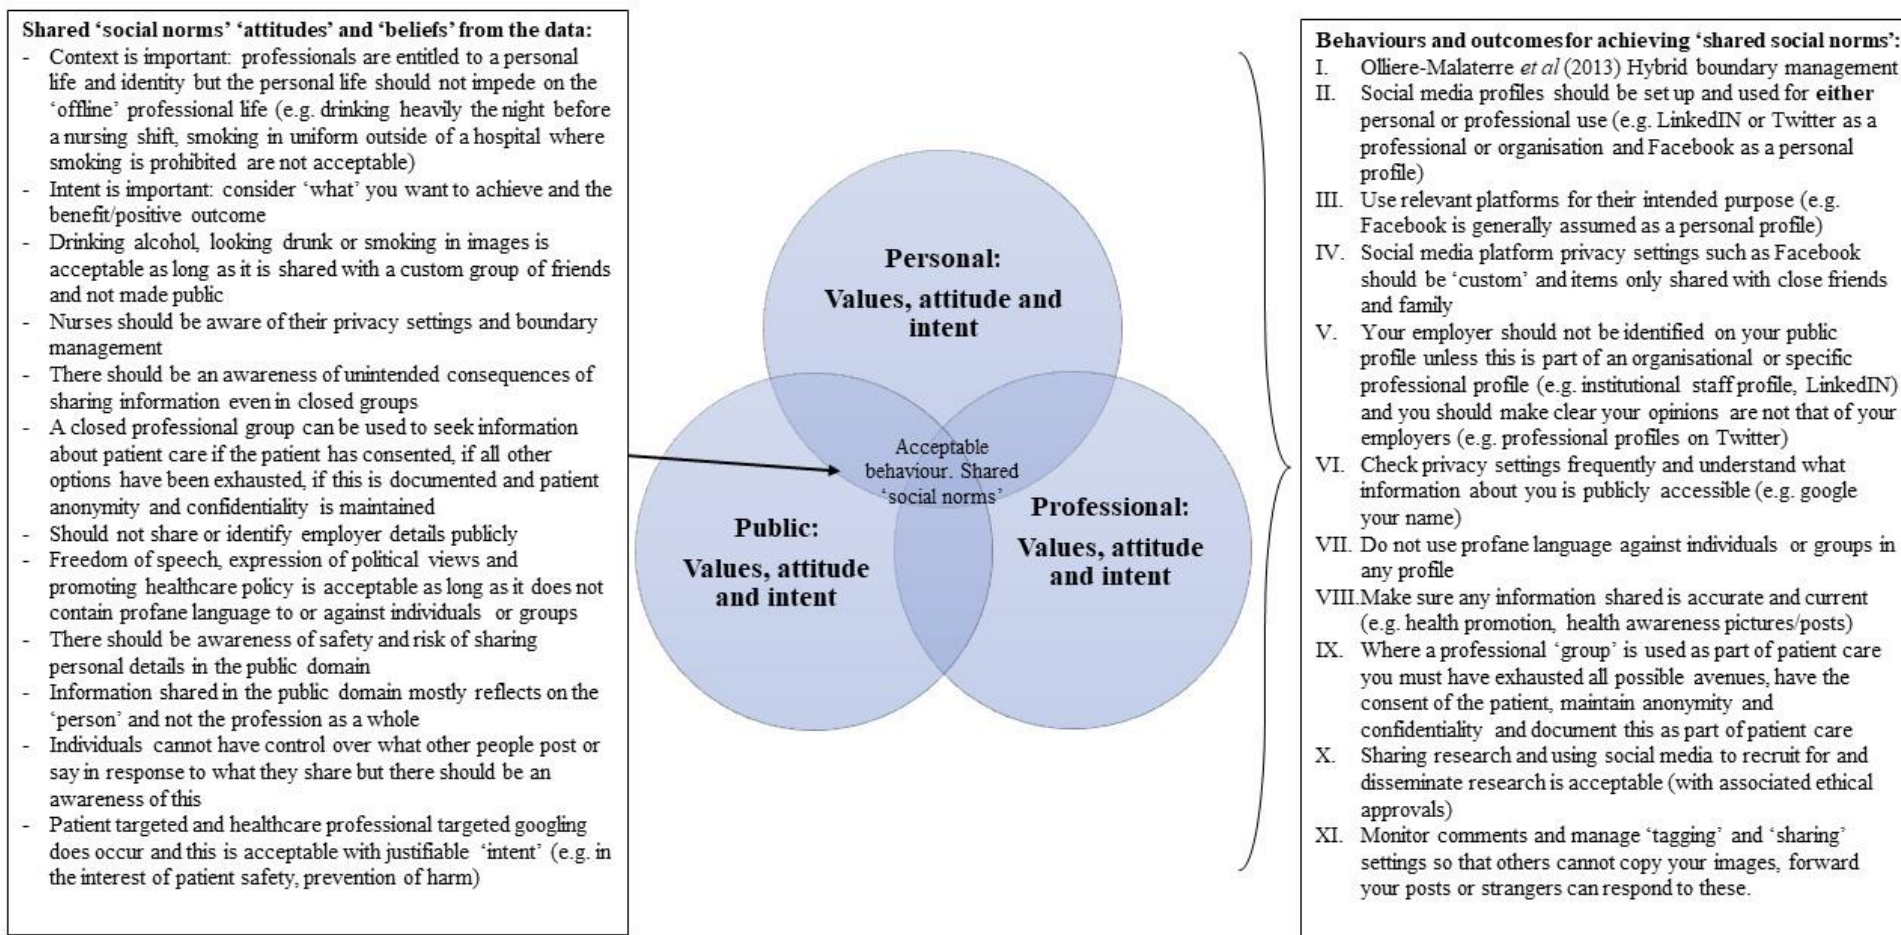 Shared ‘social norms’ ‘attitudes’ and ‘beliefs’ from the data:
- Context is important: professionals are entitled to a personal
life and identity but the personal life should not impede on the
‘offline’ professional life (e.g. drinking heavily the night before
a nursing shift, smoking in uniform outside of a hospital where
smoking is prohibited are not acceptable)
- Intent is important: consider ‘what’ you want to achieve and the
benefit/positive outcome
- Drinking alcohol, looking drunk or smoking in images is
acceptable as long as it is shared with a custom group of friends
and not made public
- Nurses should be aware of their privacy settings and boundary
management
- There should be an awareness of unintended consequences of
sharing information even in closed groups
- A closed professional group can be used to seek information
about patient care if the patient has consented, if all other
options have been exhausted, if this is documented and patient
anonymity and confidentiality is maintained
- Should not share or identify employer details publicly
- Freedom of speech, expression of political views and
promoting healthcare policy is acceptable as long as it does not
contain profane language to or against individuals or groups
- There should be awareness of safety and risk of sharing
personal details in the public domain
- Information shared in the public domain mostly reflects on the
‘person’ and not the profession as a whole
- Individuals cannot have control over what other people post or
say in response to what they share but there should be an
awareness of this
- Patient targeted and healthcare professional targeted googling
does occur and this is acceptable with justifiable ‘intent’ (e.g. in
the interest of patient safety, prevention of harm)
Personal:
Values, attitude and
intent
Acceptable
behaviour. Shared
‘social norms’
Public:
Values, attitude
and intent
Professional:
Values, attitude
and intent
Behaviours and outcomes for achieving ‘shared social norms’:
I. Olliere-Malaterre et al (2013) Hybrid boundary management
II. Social media profiles should be set up and used for either
personal or professional use (e.g. LinkedIN or Twitter as a
professional or organisation and Facebook as a personal
profile)
III. Use relevant platforms for their intended purpose (e.g.
Facebook is generally assumed as a personal profile)
IV. Social media platform privacy settings such as Facebook
should be ‘custom’ and items only shared with close friends
and family
V. Your employer should not be identified on your public
profile unless this is part of an organisational or specific
professional profile (e.g. institutional staff profile, LinkedIN)
and you should make clear your opinions are not that of your
employers (e.g. professional profiles on Twitter)
VI. Check privacy settings frequently and understand what
information about you is publicly accessible (e.g. google
your name)
VII. Do not use profane language against individuals or groups in
any profile
VIII. Make sure any information shared is accurate and current
(e.g. health promotion, health awareness pictures/posts)
IX. Where a professional ‘group’ is used as part of patient care
you must have exhausted all possible avenues, have the
consent of the patient, maintain anonymity and
confidentiality and document this as part of patient care
X. Sharing research and using social media to recruit for and
disseminate research is acceptable (with associated ethical
approvals)
XI. Monitor comments and manage ‘tagging’ and ‘sharing’
settings so that others cannot copy your images, forward
your posts or strangers can respond to these.